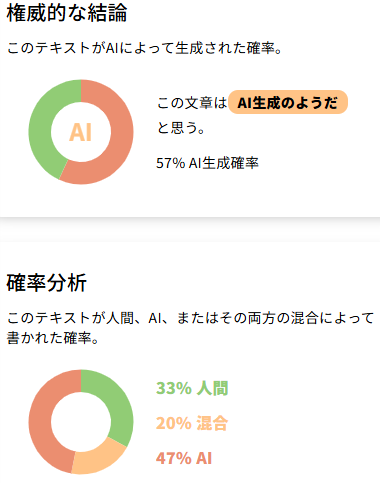 権威的な結論
このテキストがAIによって生成された確率。
AI
この文章は AI生成のようだ
と思う。
57% AI生成確率
確率分析
このテキストが人間、AI、またはその両方の混合によって
書かれた確率。
33% 人間
20% 混合
47% AI